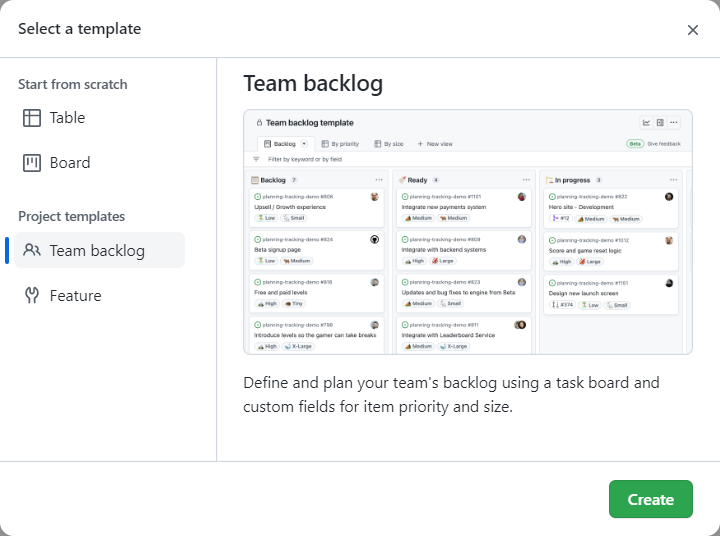 Select a template
Start from scratch
Table
Board
Project templates
Team backlog
Feature
Team backlog
Team backlog template
Backlog
By priority
By size
+ New view
Beta
Give feedback
Filter by keyword or by field
Backlog 7
planning-tracking-demo #808
Upsell / Growth experience
Low Small
planning-tracking-demo #824
Beta signup page
Low Medium
planning-tracking-demo #818
Free and paid levels
High Tiny
planning-tracking-demo #798
Introduce levels so the gamer can take breaks
High X-Large
Ready 4
planning-tracking-demo #1101
Integrate new payments system
Medium Medium
planning-tracking-demo #809
Integrate with backend systems
High Large
planning-tracking-demo #823
Updates and bug fixes to engine from Beta
Medium Small
planning-tracking-demo #811
Integrate with Leaderboard Service
Medium X-Large
In progress 3
planning-tracking-demo #822
Hero site - Development
#12 Medium Medium
planning-tracking-demo #1012
Score and game reset logic
High Large
planning-tracking-demo #1101
Design new launch screen
#374 Low Small
Define and plan your team's backlog using a task board and
custom fields for item priority and size.
Create